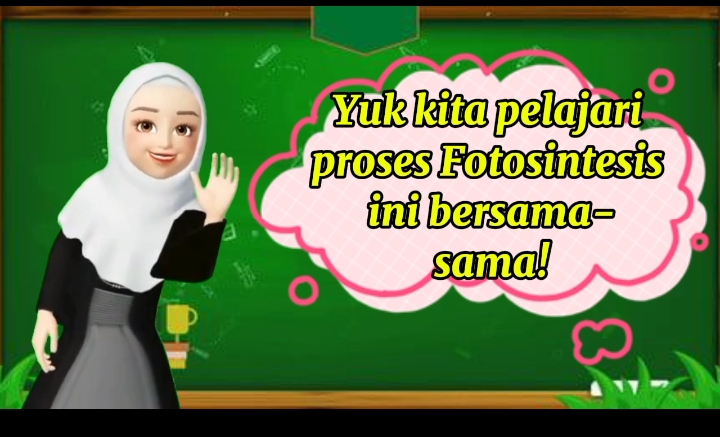 Yuk kita pelajari
proses Fotosintesis
ini bersama-
sama!